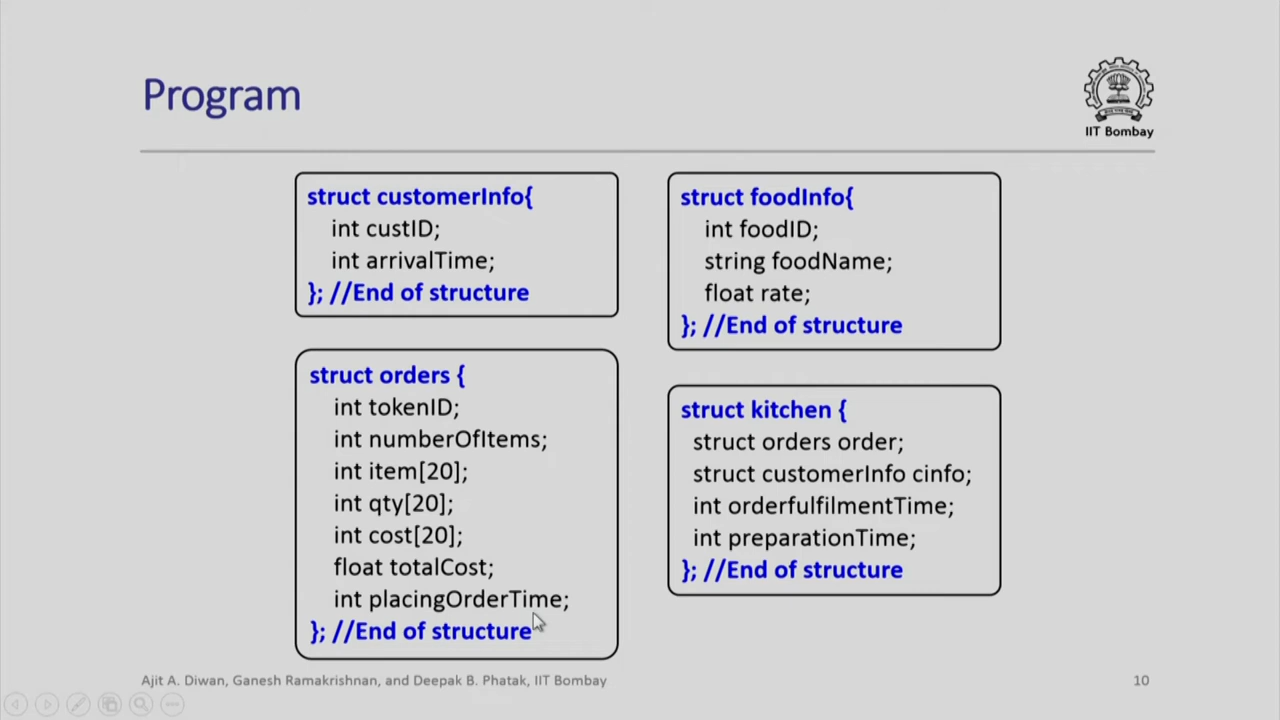 Program
IIT Bombay
struct customerInfo{
int custID;
int arrivalTime;
}; //End of structure
struct foodInfo{
int foodID;
string foodName;
float rate;
}; //End of structure
struct orders {
int tokenID;
int numberOfItems;
int item[20];
int qty[20];
int cost[20];
float totalCost;
int placingOrderTime;
}; //End of structure
struct kitchen {
struct orders order;
struct customerInfo cinfo;
int orderfulfilmentTime;
int preparationTime;
}; //End of structure
Ajit A. Diwan, Ganesh Ramakrishnan, and Deepak B. Phatak, IIT Bombay
10